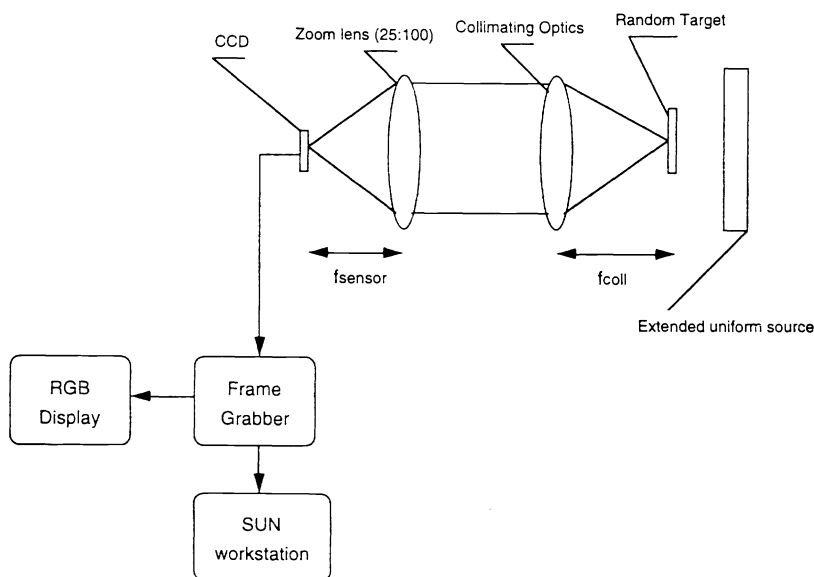 Random Target
Collimating Optics
Zoom lens (25:100)
CCD
fsensor
fcoll
Extended uniform source
RGB
Display
Frame
Grabber
SUN
workstation